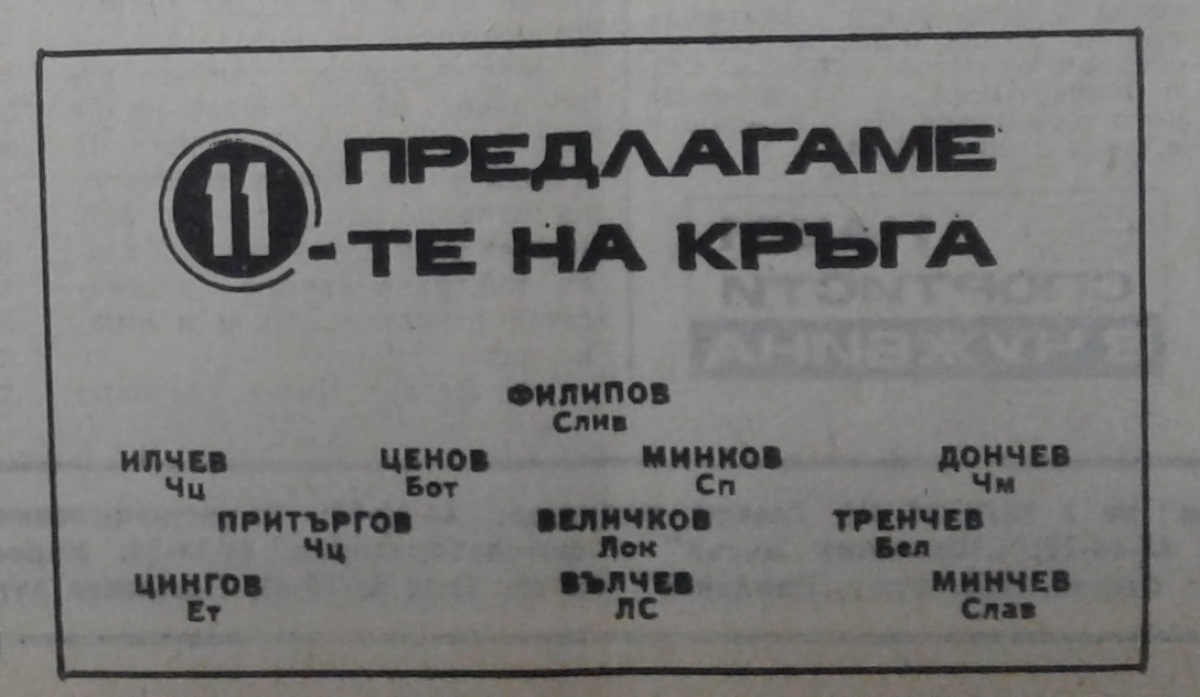 ПРЕДЛАГАМЕ
11-ТЕ НА КРЪГА
ФИЛИПОВ
Слив
ИЛЧЕВ ЦЕНОВ МИНКОВ ДОНЧЕВ
Чц Бот Сп Чм
ПРИТЪРГОВ ВЕЛИЧКОВ ТРЕНЧЕВ
Чц Лок Бел
ЦИНГОВ ВЪЛЧЕВ МИНЧЕВ
Ет ЛС Слав